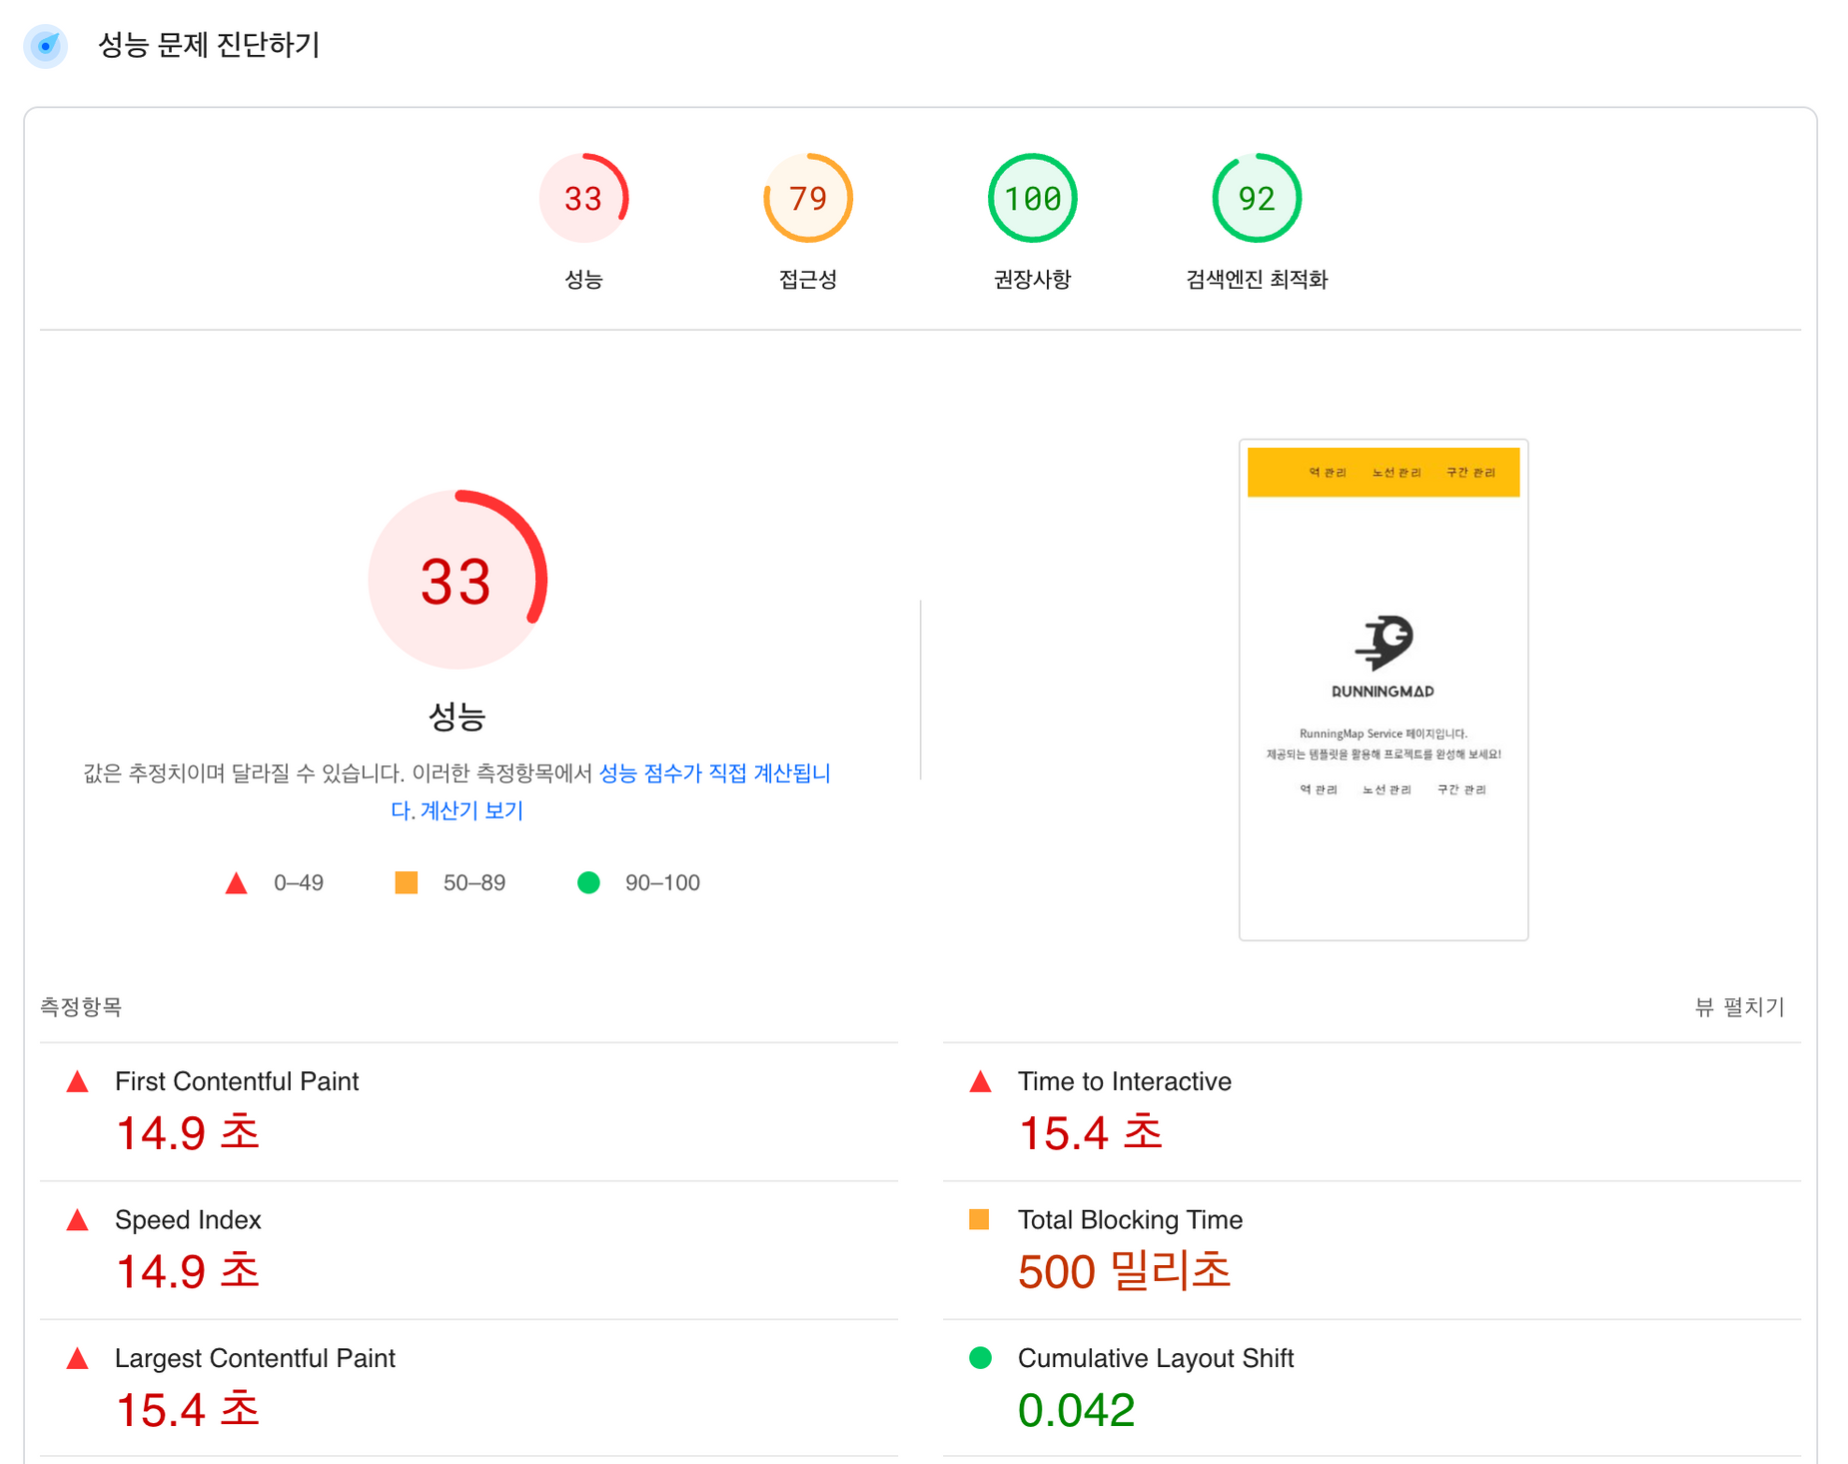 성능 문제 진단하기
33
79
100
92
성능
접근성
권장사항
검색엔진 최적화
33
성능
값은 추정치이며 달라질 수 있습니다. 이러한 측정항목에서 성능 점수가 직접 계산됩니
다. 계산기 보기
0–49
50–89
90–100
역 관리
노선 관리
구간 관리
RUNNINGMAP
RunningMap Service 페이지입니다.
제공되는 템플릿을 활용해 프로젝트를 완성해 보세요!
역 관리
노선 관리
구간 관리
측정항목
뷰 펼치기
First Contentful Paint
14.9 초
Time to Interactive
15.4 초
Speed Index
14.9 초
Total Blocking Time
500 밀리초
Largest Contentful Paint
15.4 초
Cumulative Layout Shift
0.042